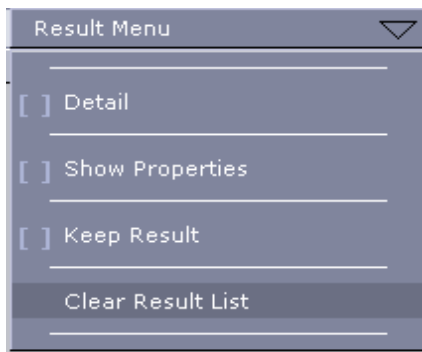 Result Menu
[ ] Detail
[ ] Show Properties
[ ] Keep Result
Clear Result List